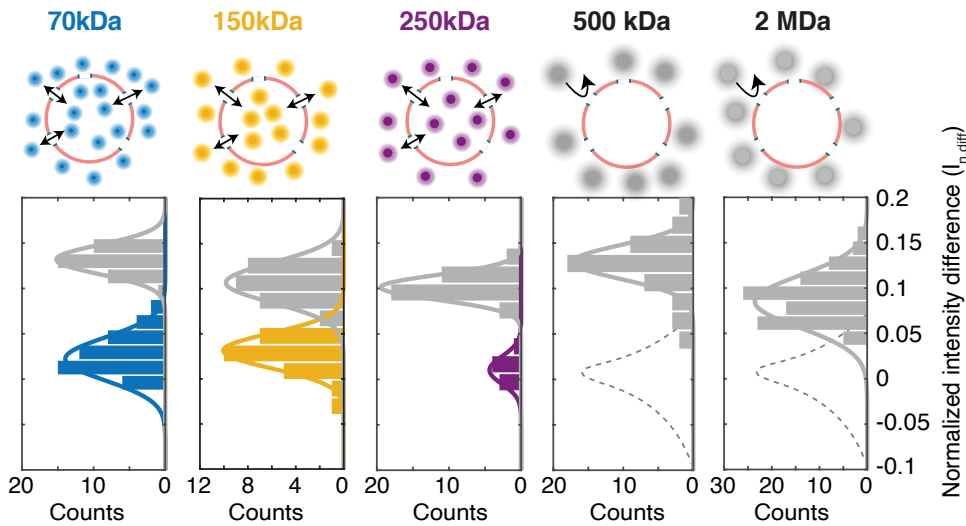 70kDa 150kDa 250kDa 500 kDa 2 MDa
0.2
0.15
0.1
0.05
0
-0.05
-0.1
Normalized intensity difference (I_n,diff)
20 10 0 12 8 4 0 20 10 0 20 10 0 30 20 10 0
Counts Counts Counts Counts Counts